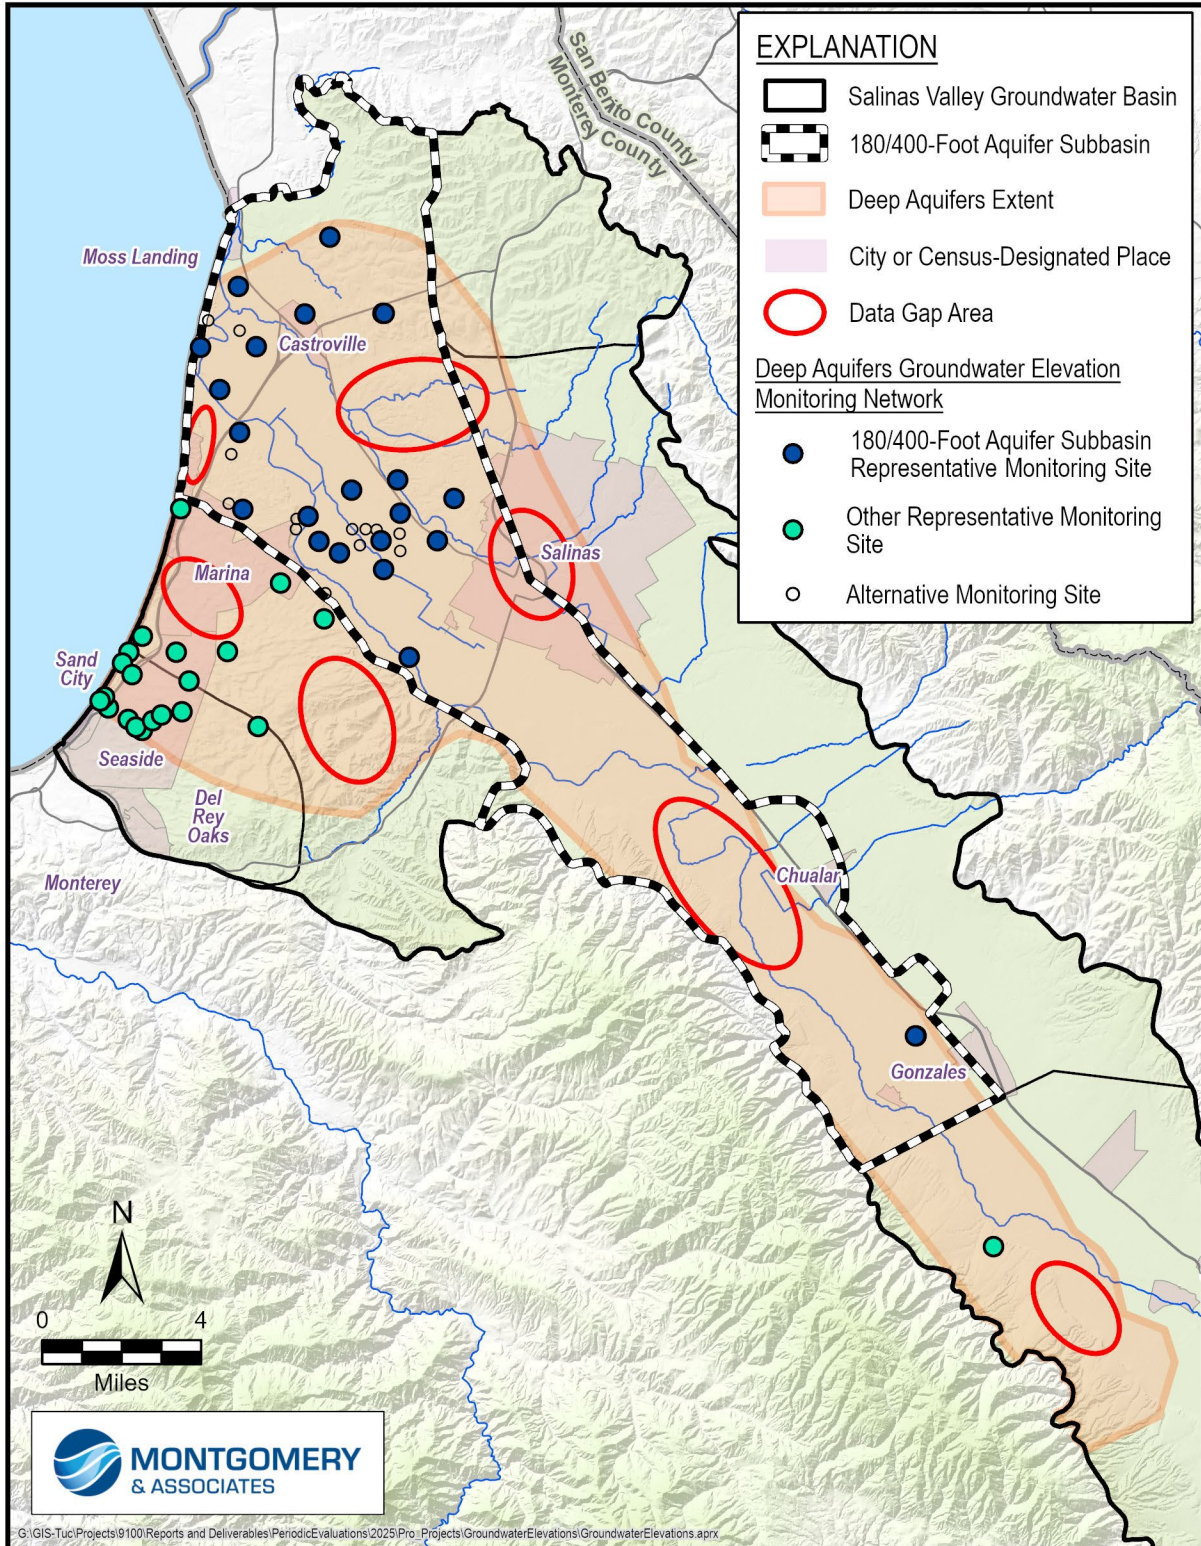 EXPLANATION
Salinas Valley Groundwater Basin
180/400-Foot Aquifer Subbasin
Deep Aquifers Extent
City or Census-Designated Place
Data Gap Area
Deep Aquifers Groundwater Elevation
Monitoring Network
180/400-Foot Aquifer Subbasin
Representative Monitoring Site
Other Representative Monitoring
Site
Alternative Monitoring Site
San Benito County
Monterey County
Moss Landing
Castroville
Salinas
Marina
Sand
City
Seaside
Del
Rey
Oaks
Monterey
Chualar
Gonzales
N
0 4
Miles
MONTGOMERY
& ASSOCIATES
G:\GIS-Tuc\Projects\9100\Reports and Deliverables\PeriodicEvaluations\2025\Pro_Projects\GroundwaterElevations\GroundwaterElevations.aprx